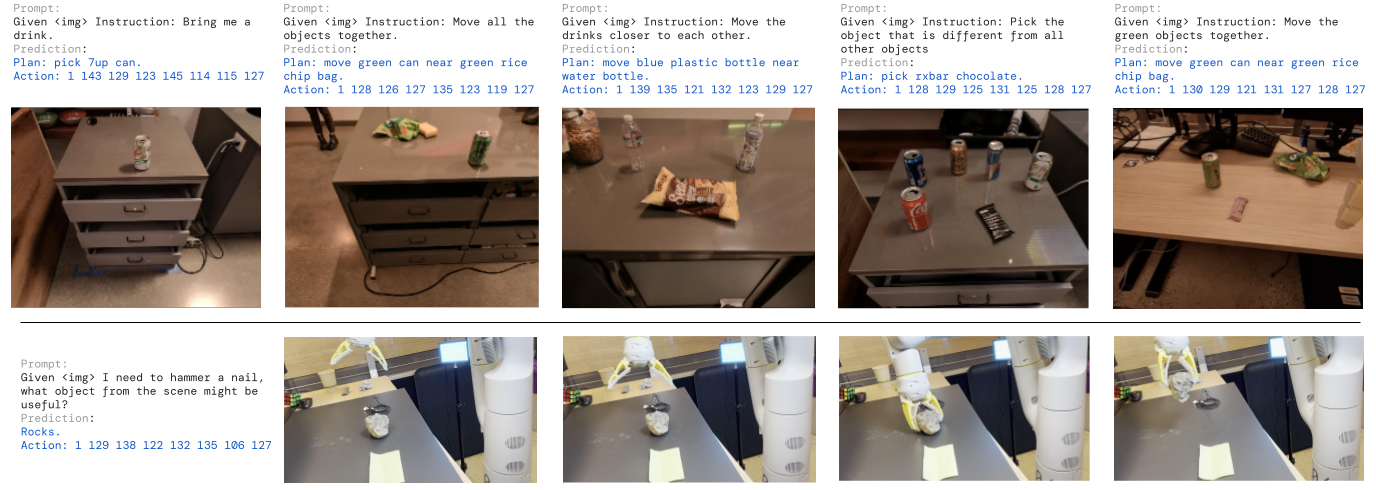 Prompt:
Given <img> Instruction: Bring me a
drink.
Prediction:
Plan: pick 7up can.
Action: 1 143 129 123 145 114 115 127
Prompt:
Given <img> Instruction: Move all the
objects together.
Prediction:
Plan: move green can near green rice
chip bag.
Action: 1 128 126 127 135 123 119 127
Prompt:
Given <img> Instruction: Move the
drinks closer to each other.
Prediction:
Plan: move blue plastic bottle near
water bottle.
Action: 1 139 135 121 132 123 129 127
Prompt:
Given <img> Instruction: Pick the
object that is different from all
other objects
Prediction:
Plan: pick rxbar chocolate.
Action: 1 128 129 125 131 125 128 127
Prompt:
Given <img> Instruction: Move the
green objects together.
Prediction:
Plan: move green can near green rice
chip bag.
Action: 1 130 129 121 131 127 128 127
Prompt:
Given <img> I need to hammer a nail,
what object from the scene might be
useful?
Prediction:
Rocks.
Action: 1 129 138 122 132 135 106 127